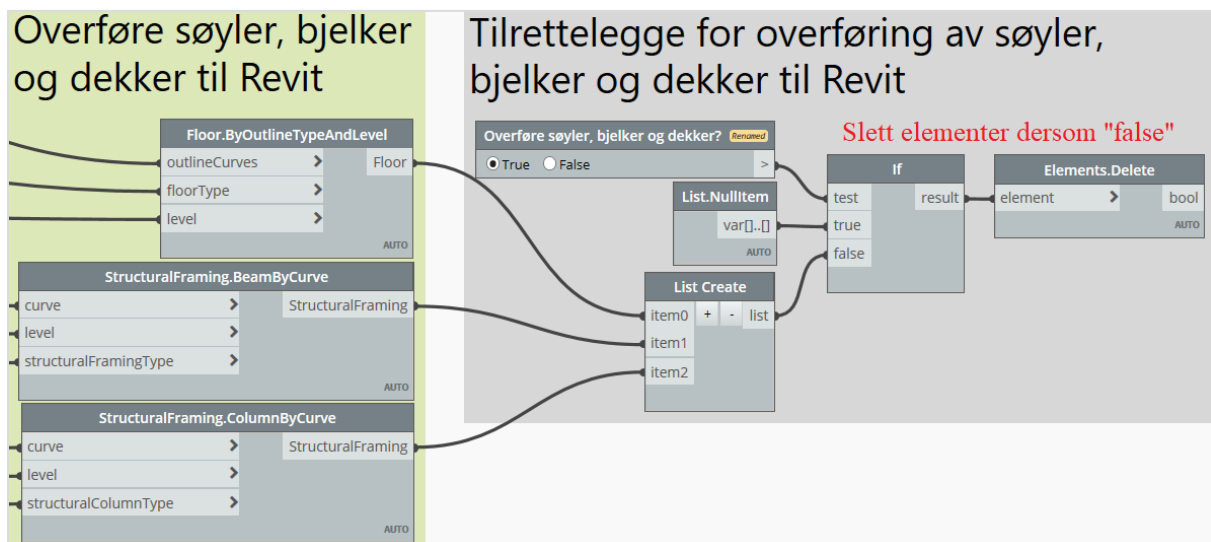 Overføre søyler, bjelker
og dekker til Revit
Floor.ByOutlineTypeAndLevel
outlineCurves > Floor
floorType >
level >
AUTO
StructuralFraming.BeamByCurve
curve > StructuralFraming
level >
structuralFramingType >
AUTO
StructuralFraming.ColumnByCurve
curve > StructuralFraming
level >
structuralColumnType >
AUTO
Tilrettelegge for overføring av søyler,
bjelker og dekker til Revit
Overføre søyler, bjelker og dekker? Renamed
True False >
List.NullItem
var[]..[]
AUTO
List Create
item0 + - list
item1
item2
Slett elementer dersom "false"
If
test result
true
false
Elements.Delete
element > bool
AUTO